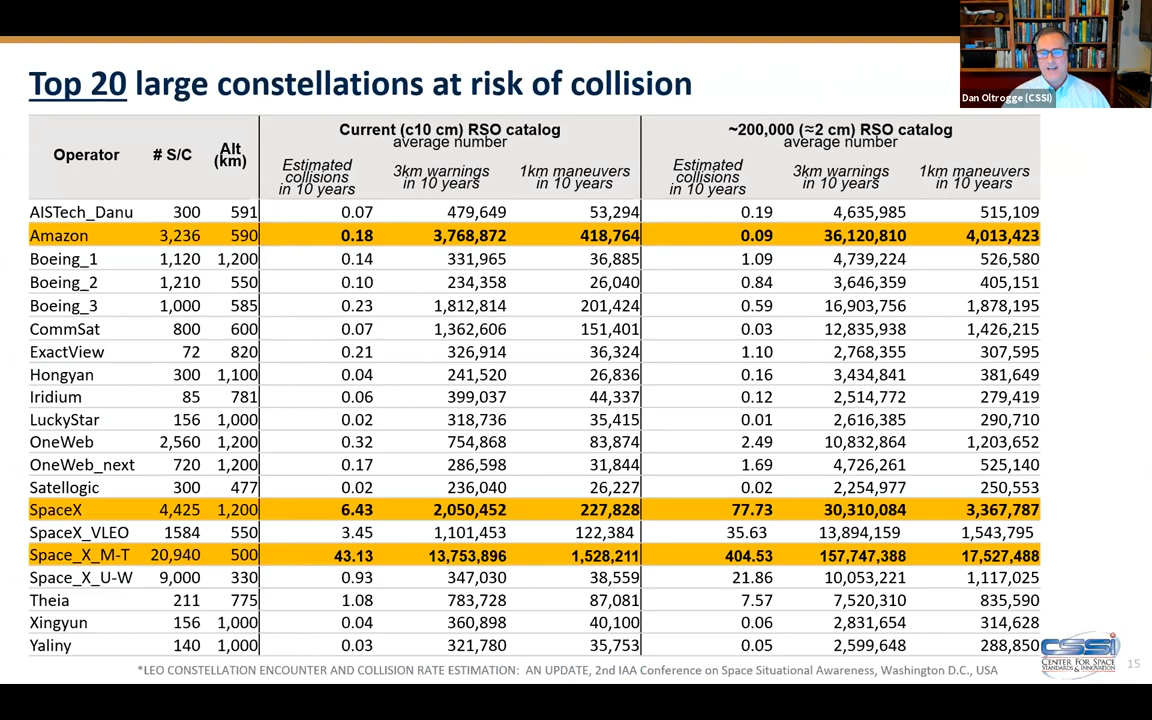 Dan Oltrogge (CSSI)
Top 20 large constellations at risk of collision
Current (c10 cm) RSO catalog ~200,000 (≈2 cm) RSO catalog
average number average number
Operator # S/C Alt (km) Estimated collisions in 10 years 3km warnings in 10 years 1km maneuvers in 10 years Estimated collisions in 10 years 3km warnings in 10 years 1km maneuvers in 10 years
AISTech_Danu 300 591 0.07 479,649 53,294 0.19 4,635,985 515,109
Amazon 3,236 590 0.18 3,768,872 418,764 0.09 36,120,810 4,013,423
Boeing_1 1,120 1,200 0.14 331,965 36,885 1.09 4,739,224 526,580
Boeing_2 1,210 550 0.10 234,358 26,040 0.84 3,646,359 405,151
Boeing_3 1,000 585 0.23 1,812,814 201,424 0.59 16,903,756 1,878,195
CommSat 800 600 0.07 1,362,606 151,401 0.03 12,835,938 1,426,215
ExactView 72 820 0.21 326,914 36,324 1.10 2,768,355 307,595
Hongyan 300 1,100 0.04 241,520 26,836 0.16 3,434,841 381,649
Iridium 85 781 0.06 399,037 44,337 0.12 2,514,772 279,419
LuckyStar 156 1,000 0.02 318,736 35,415 0.01 2,616,385 290,710
OneWeb 2,560 1,200 0.32 754,868 83,874 2.49 10,832,864 1,203,652
OneWeb_next 720 1,200 0.17 286,598 31,844 1.69 4,726,261 525,140
Satellogic 300 477 0.02 236,040 26,227 0.02 2,254,977 250,553
SpaceX 4,425 1,200 6.43 2,050,452 227,828 77.73 30,310,084 3,367,787
SpaceX_VLEO 1584 550 3.45 1,101,453 122,384 35.63 13,894,159 1,543,795
Space_X_M-T 20,940 500 43.13 13,753,896 1,528,211 404.53 157,747,388 17,527,488
Space_X_U-W 9,000 330 0.93 347,030 38,559 21.86 10,053,221 1,117,025
Theia 211 775 1.08 783,728 87,081 7.57 7,520,310 835,590
Xingyun 156 1,000 0.04 360,898 40,100 0.06 2,831,654 314,628
Yaliny 140 1,000 0.03 321,780 35,753 0.05 2,599,648 288,850
*LEO CONSTELLATION ENCOUNTER AND COLLISION RATE ESTIMATION: AN UPDATE, 2nd IAA Conference on Space Situational Awareness, Washington D.C., USA
CSSI
CENTER FOR SPACE
STANDARDS & INNOVATION
15